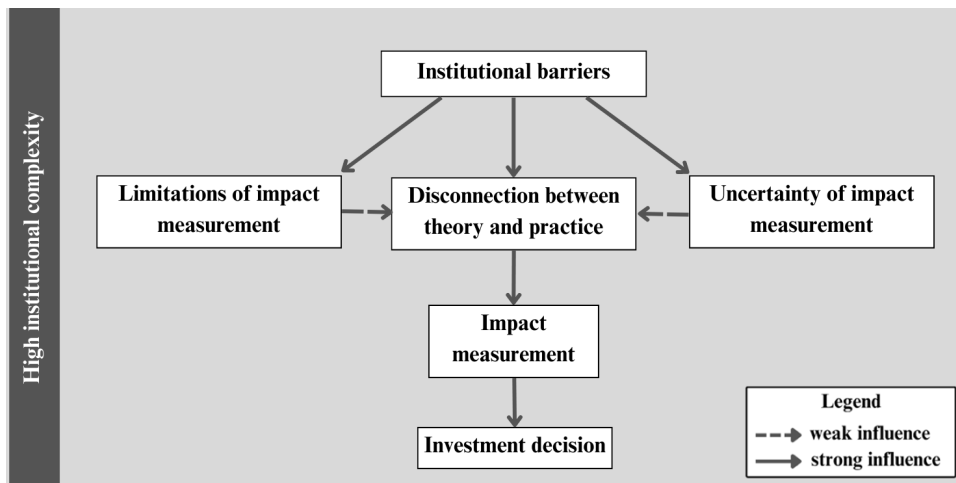 High institutional complexity
Institutional barriers
Limitations of impact
measurement
Disconnection between
theory and practice
Uncertainty of impact
measurement
Impact
measurement
Investment decision
Legend
weak influence
strong influence